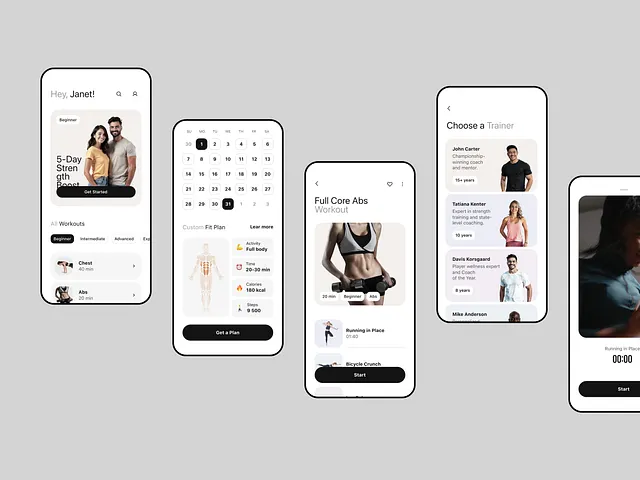 Hey, Janet!
Beginner
5-Day
Stren
gth
Boost
Get Started
All Workouts
Beginner
Intermediate
Advanced
Exp
Chest
40 min
Abs
20 min
SU MO TU WE TH FR SA
30 1 2 3 4 5 6
7 8 9 10 11 12 13
14 15 16 17 18 19 20
21 22 23 24 25 26 27
28 29 30 31 1 2 3
Custom Fit Plan
Lear more
Activity
Full body
Time
20-30 min
Calories
180 kcal
Steps
9 500
Get a Plan
Full Core Abs
Workout
20 min
Beginner
Abs
Running in Place
01:40
Bicycle Crunch
Start
Choose a Trainer
John Carter
Championship-
winning coach
and mentor
15+ years
Tatiana Kenter
Expert in strength
training and state-
level coaching
10 years
Davis Korsgaard
Player wellness expert
and Coach
of the Year.
8 years
Mike Anderson
Running in Place
00:00
Start